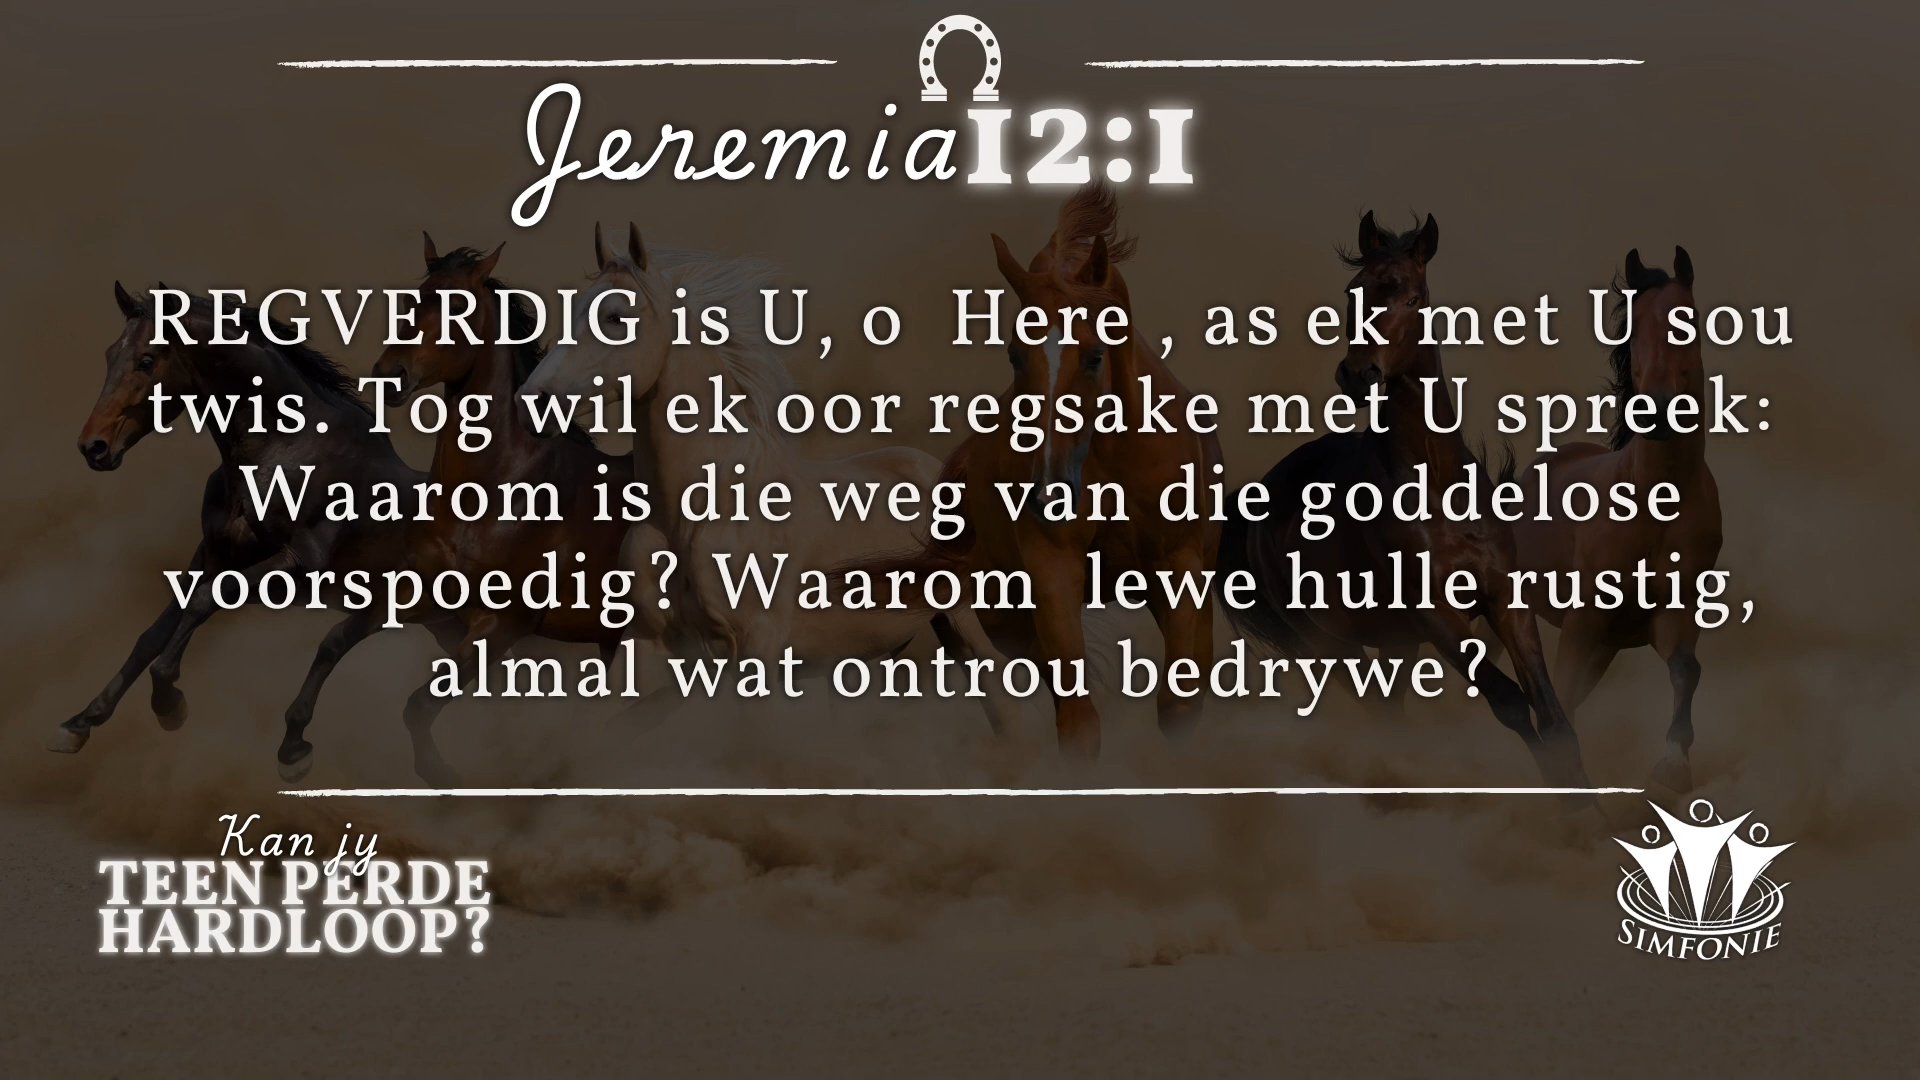 Jeremia 12:1
REGVERDIG is U, o Here , as ek met U sou
twis. Tog wil ek oor regsake met U spreek:
Waarom is die weg van die goddelose
voorspoedig? Waarom lewe hulle rustig,
almal wat ontrou bedrywe?
Kan jy
TEEN PERDE
HARDLOOP?
SIMFONIE